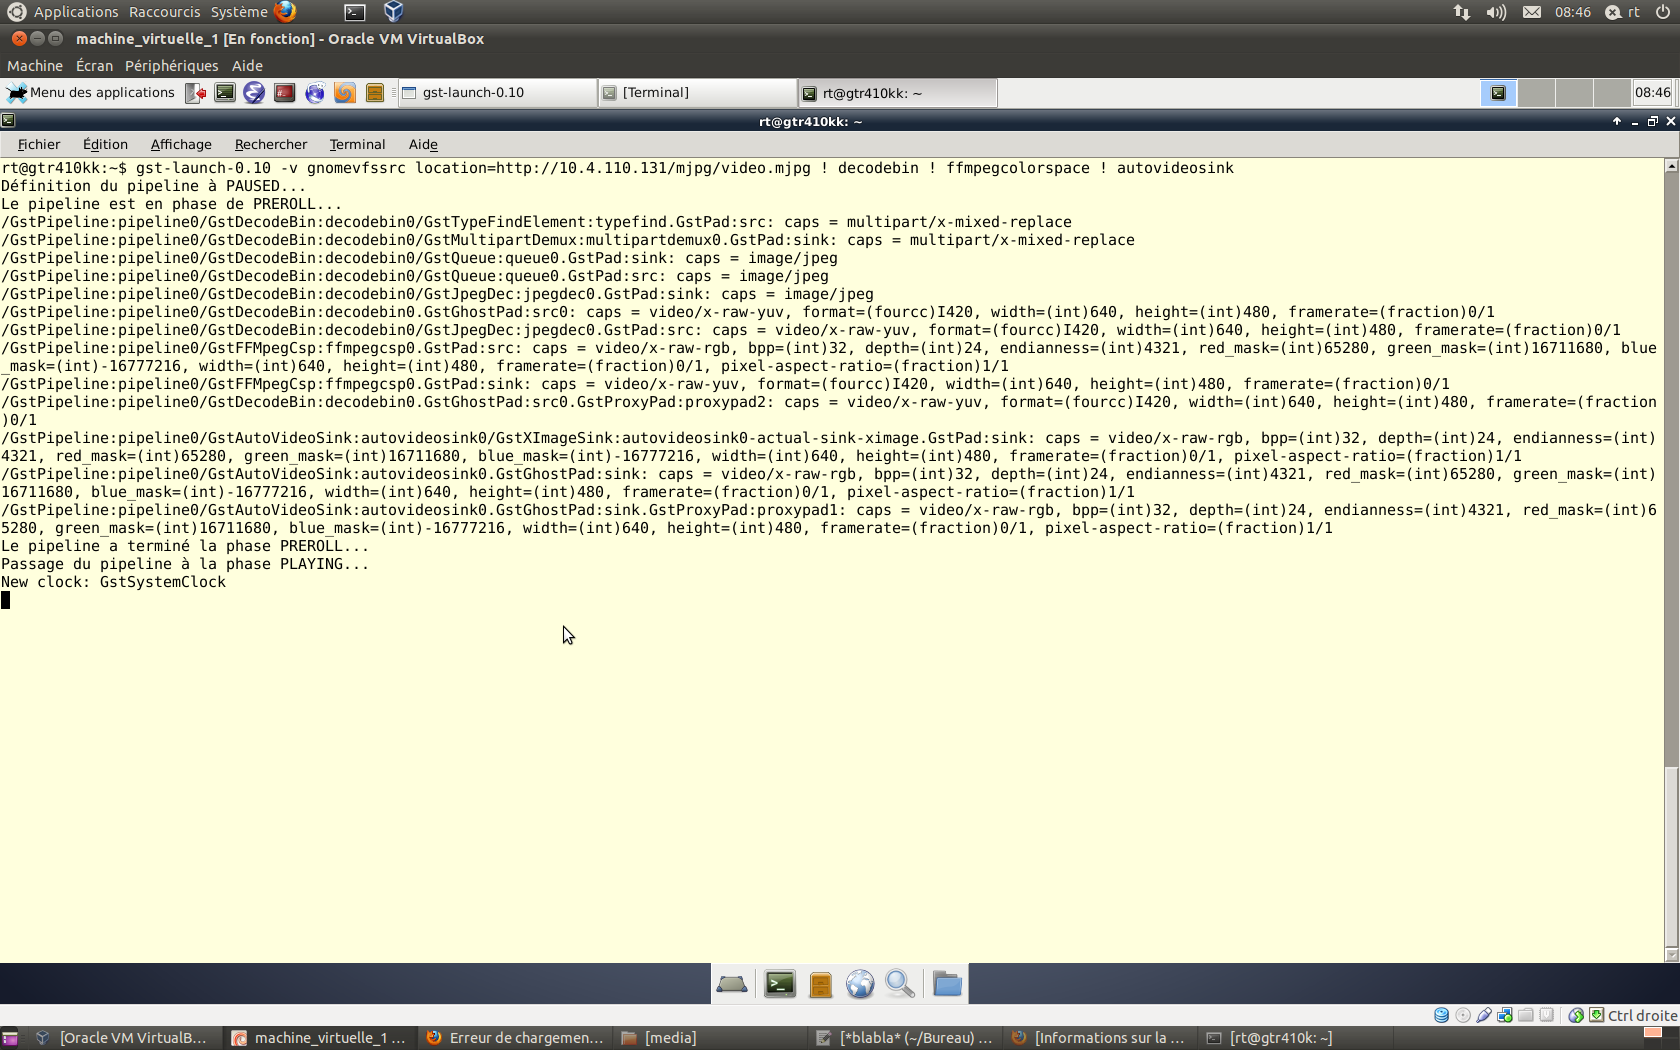 Applications Raccourcis Système
08:46 rt
machine_virtuelle_1 [En fonction] - Oracle VM VirtualBox
Machine Écran Périphériques Aide
Menu des applications gst-launch-0.10 [Terminal] rt@gtr410kk: ~ 08:46
rt@gtr410kk: ~
Fichier Édition Affichage Rechercher Terminal Aide
rt@gtr410kk:~$ gst-launch-0.10 -v gnomevfssrc location=http://10.4.110.131/mjpg/video.mjpg ! decodebin ! ffmpegcolorspace ! autovideosink
Définition du pipeline à PAUSED...
Le pipeline est en phase de PREROLL...
/GstPipeline:pipeline0/GstDecodeBin:decodebin0/GstTypeFindElement:typefind.GstPad:src: caps = multipart/x-mixed-replace
/GstPipeline:pipeline0/GstDecodeBin:decodebin0/GstMultipartDemux:multipartdemux0.GstPad:sink: caps = multipart/x-mixed-replace
/GstPipeline:pipeline0/GstDecodeBin:decodebin0/GstQueue:queue0.GstPad:sink: caps = image/jpeg
/GstPipeline:pipeline0/GstDecodeBin:decodebin0/GstQueue:queue0.GstPad:src: caps = image/jpeg
/GstPipeline:pipeline0/GstDecodeBin:decodebin0/GstJpegDec:jpegdec0.GstPad:sink: caps = image/jpeg
/GstPipeline:pipeline0/GstDecodeBin:decodebin0.GstGhostPad:src0: caps = video/x-raw-yuv, format=(fourcc)I420, width=(int)640, height=(int)480, framerate=(fraction)0/1
/GstPipeline:pipeline0/GstDecodeBin:decodebin0/GstJpegDec:jpegdec0.GstPad:src: caps = video/x-raw-yuv, format=(fourcc)I420, width=(int)640, height=(int)480, framerate=(fraction)0/1
/GstPipeline:pipeline0/GstFFMpegCsp:ffmpegcsp0.GstPad:src: caps = video/x-raw-rgb, bpp=(int)32, depth=(int)24, endianness=(int)4321, red_mask=(int)65280, green_mask=(int)16711680, blue
_mask=(int)-16777216, width=(int)640, height=(int)480, framerate=(fraction)0/1, pixel-aspect-ratio=(fraction)1/1
/GstPipeline:pipeline0/GstFFMpegCsp:ffmpegcsp0.GstPad:sink: caps = video/x-raw-yuv, format=(fourcc)I420, width=(int)640, height=(int)480, framerate=(fraction)0/1
/GstPipeline:pipeline0/GstDecodeBin:decodebin0.GstGhostPad:src0.GstProxyPad:proxypad2: caps = video/x-raw-yuv, format=(fourcc)I420, width=(int)640, height=(int)480, framerate=(fraction
)0/1
/GstPipeline:pipeline0/GstAutoVideoSink:autovideosink0/GstXImageSink:autovideosink0-actual-sink-ximage.GstPad:sink: caps = video/x-raw-rgb, bpp=(int)32, depth=(int)24, endianness=(int)
4321, red_mask=(int)65280, green_mask=(int)16711680, blue_mask=(int)-16777216, width=(int)640, height=(int)480, framerate=(fraction)0/1, pixel-aspect-ratio=(fraction)1/1
/GstPipeline:pipeline0/GstAutoVideoSink:autovideosink0.GstGhostPad:sink: caps = video/x-raw-rgb, bpp=(int)32, depth=(int)24, endianness=(int)4321, red_mask=(int)65280, green_mask=(int)
16711680, blue_mask=(int)-16777216, width=(int)640, height=(int)480, framerate=(fraction)0/1, pixel-aspect-ratio=(fraction)1/1
/GstPipeline:pipeline0/GstAutoVideoSink:autovideosink0.GstGhostPad:sink.GstProxyPad:proxypad1: caps = video/x-raw-rgb, bpp=(int)32, depth=(int)24, endianness=(int)4321, red_mask=(int)6
5280, green_mask=(int)16711680, blue_mask=(int)-16777216, width=(int)640, height=(int)480, framerate=(fraction)0/1, pixel-aspect-ratio=(fraction)1/1
Le pipeline a terminé la phase PREROLL...
Passage du pipeline à la phase PLAYING...
New clock: GstSystemClock
Ctrl droite
[Oracle VM VirtualB... machine_virtuelle_1 ... Erreur de chargemen... [media] [*blabla* (~/Bureau) ... [Informations sur la ... [rt@gtr410k: ~]